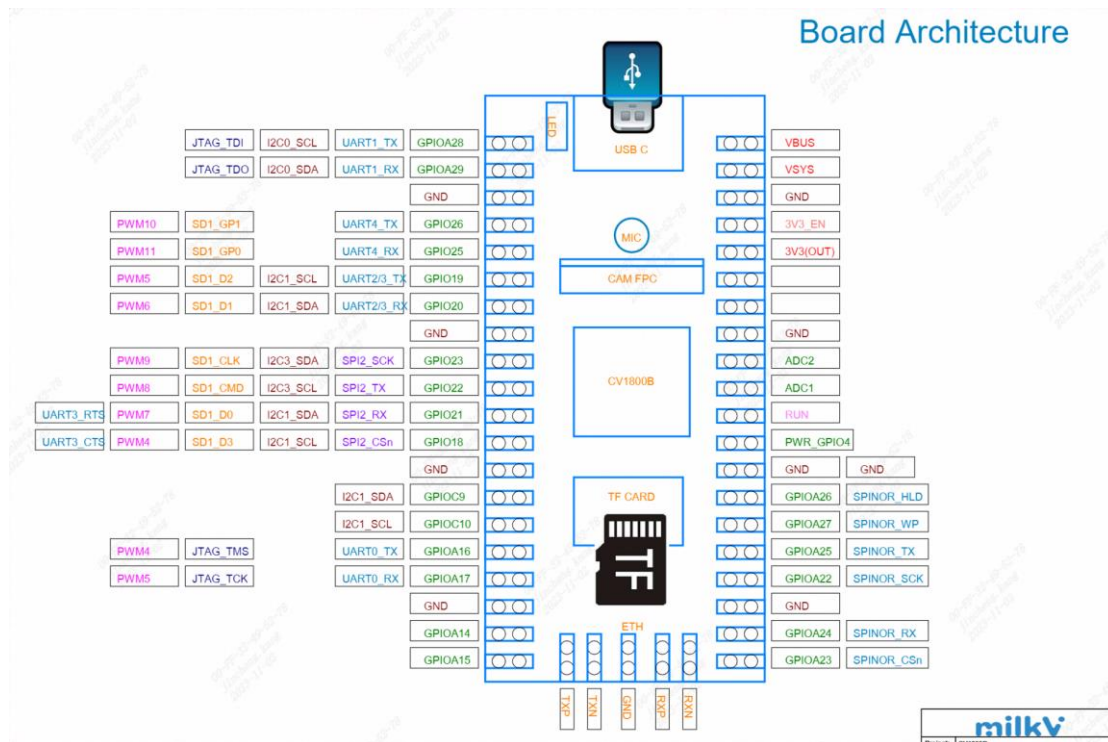 Board Architecture
LED
USB C
JTAG_TDI I2C0_SCL UART1_TX GPIOA28 VBUS
JTAG_TDO I2C0_SDA UART1_RX GPIOA29 VSYS
GND GND
PWM10 SD1_GP1 UART4_TX GPIO26 3V3_EN
MIC
PWM11 SD1_GP0 UART4_RX GPIO25 3V3(OUT)
PWM5 SD1_D2 I2C1_SCL UART2/3_TX GPIO19 CAM FPC
PWM6 SD1_D1 I2C1_SDA UART2/3_RX GPIO20
GND GND
PWM9 SD1_CLK I2C3_SDA SPI2_SCK GPIO23 ADC2
PWM8 SD1_CMD I2C3_SCL SPI2_TX GPIO22 CV1800B ADC1
UART3_RTS PWM7 SD1_D0 I2C1_SDA SPI2_RX GPIO21 RUN
UART3_CTS PWM4 SD1_D3 I2C1_SCL SPI2_CSn GPIO18 PWR_GPIO4
GND GND GND
I2C1_SDA GPIOC9 TF CARD GPIOA26 SPINOR_HLD
I2C1_SCL GPIOC10 GPIOA27 SPINOR_WP
PWM4 JTAG_TMS UART0_TX GPIOA16 GPIOA25 SPINOR_TX
TF
PWM5 JTAG_TCK UART0_RX GPIOA17 GPIOA22 SPINOR_SCK
GND GND
ETH
GPIOA14 GPIOA24 SPINOR_RX
GPIOA15 GPIOA23 SPINOR_CSn
TXP TXN GND RXP RXN
milkV